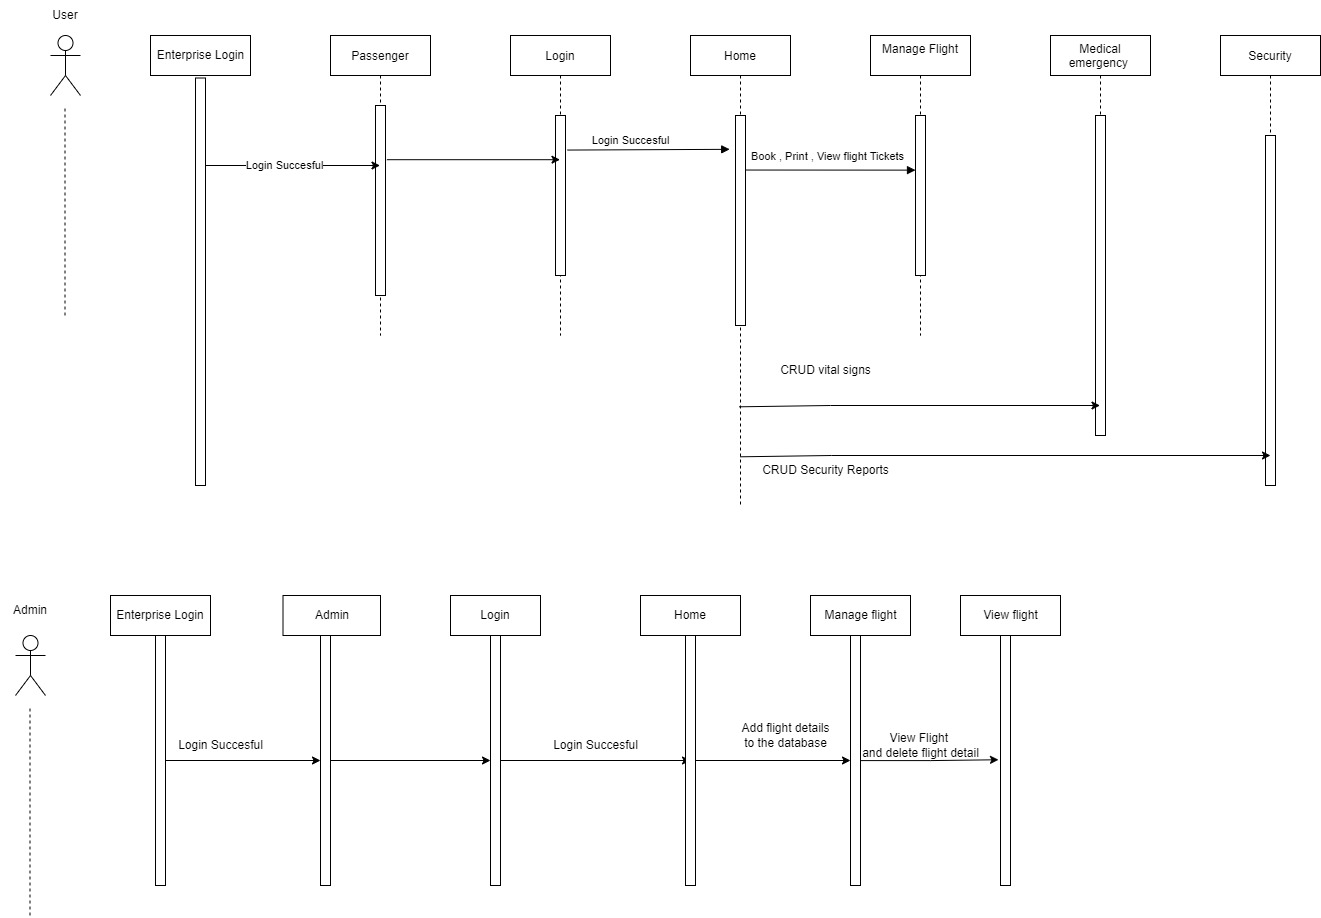 User
Enterprise Login
Passenger
Login
Home
Manage Flight
Medical
emergency
Security
Login Succesful
Login Succesful
Book , Print , View flight Tickets
CRUD vital signs
CRUD Security Reports
Admin
Enterprise Login
Admin
Login
Home
Manage flight
View flight
Login Succesful
Login Succesful
Add flight details
to the database
View Flight
and delete flight detail